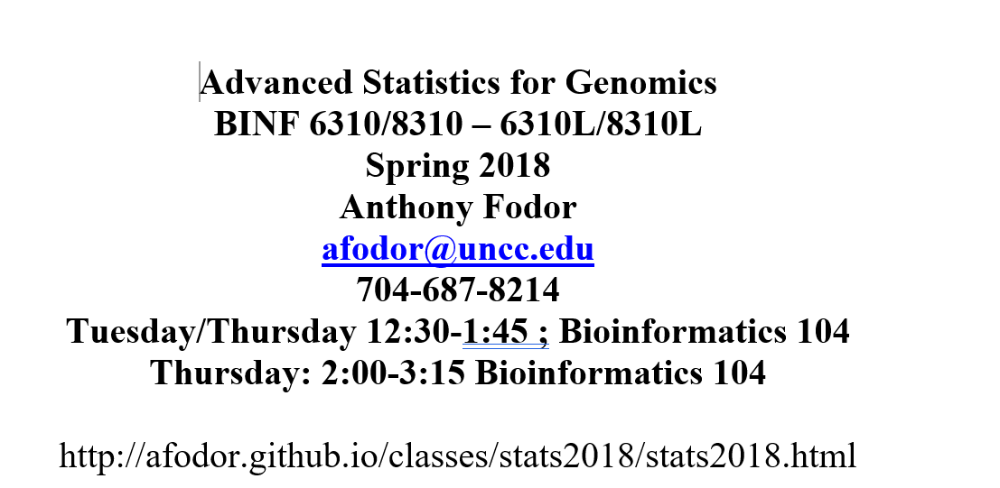 Advanced Statistics for Genomics
BINF 6310/8310 – 6310L/8310L
Spring 2018
Anthony Fodor
afodor@uncc.edu
704-687-8214
Tuesday/Thursday 12:30-1:45 ; Bioinformatics 104
Thursday: 2:00-3:15 Bioinformatics 104
http://afodor.github.io/classes/stats2018/stats2018.html